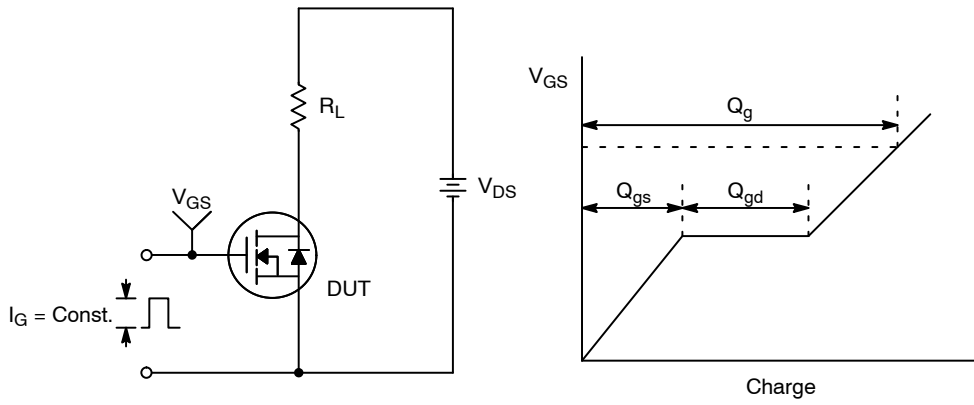 R_L
V_GS
V_DS
DUT
I_G = Const.
V_GS
Q_g
Q_gs
Q_gd
Charge